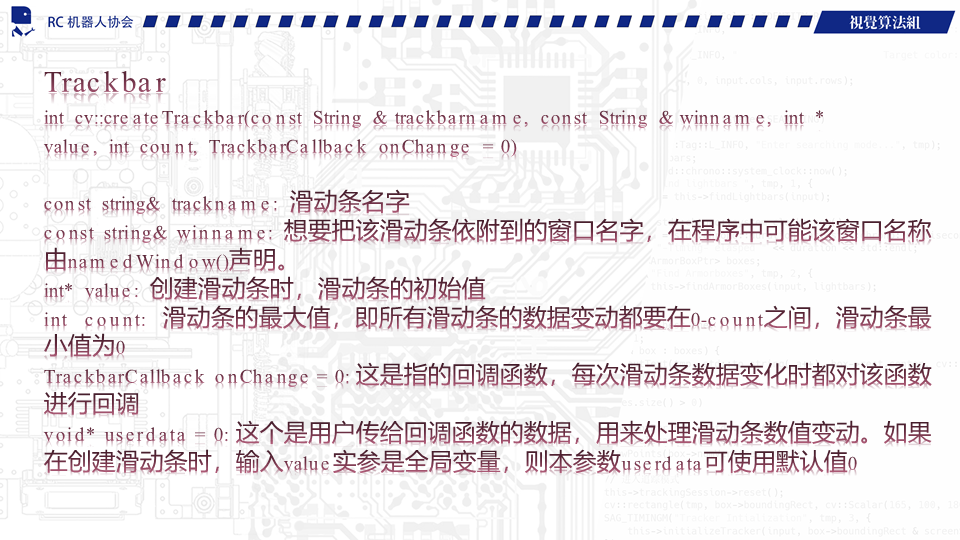 RC 机器人协会
視覺算法組
Trackbar
int cv::createTrackbar(const String & trackbarname, const String & winname, int *
value, int count, TrackbarCallback onChange = 0)
const string& trackname: 滑动条名字
const string& winname: 想要把该滑动条依附到的窗口名字，在程序中可能该窗口名称
由namedWindow()声明。
int* value: 创建滑动条时，滑动条的初始值
int count: 滑动条的最大值，即所有滑动条的数据变动都要在0-count之间，滑动条最
小值为0
TrackbarCallback onChange = 0: 这是指的回调函数，每次滑动条数据变化时都对该函数
进行回调
void* userdata = 0: 这个是用户传给回调函数的数据，用来处理滑动条数值变动。如果
在创建滑动条时，输入value实参是全局变量，则本参数userdata可使用默认值0